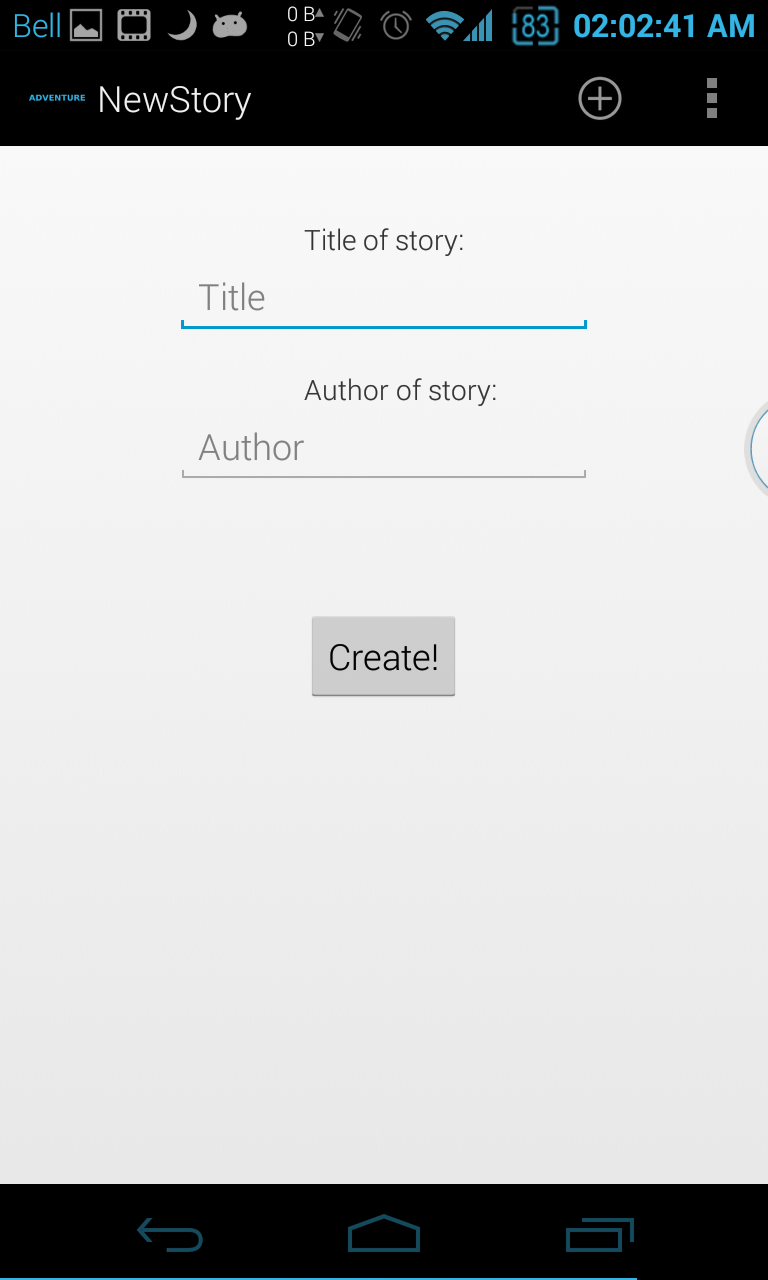 Bell 0 B 83 02:02:41 AM
0 B
ADVENTURE NewStory
Title of story:
Title
Author of story:
Author
Create!